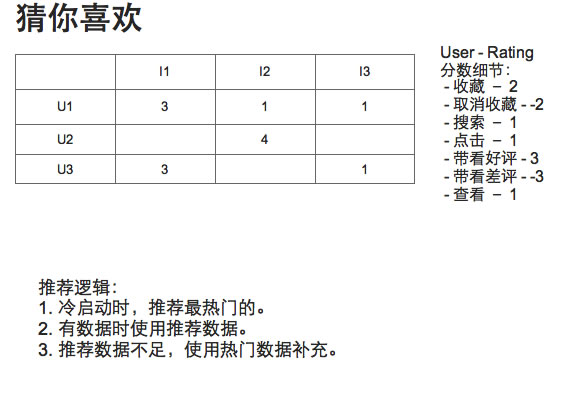 猜你喜欢
I1 I2 I3
U1 3 1 1
U2 4
U3 3 1
User - Rating
分数细节：
- 收藏 – 2
- 取消收藏 - -2
- 搜索 – 1
- 点击 – 1
- 带看好评 - 3
- 带看差评 - -3
- 查看 – 1
推荐逻辑：
1. 冷启动时，推荐最热门的。
2. 有数据时使用推荐数据。
3. 推荐数据不足，使用热门数据补充。